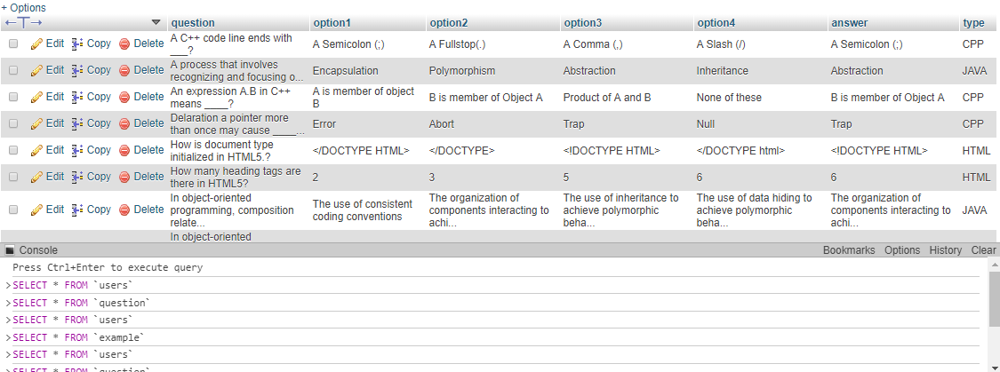 + Options
←T→ question option1 option2 option3 option4 answer type
Edit Copy Delete A C++ code line ends with ___? A Semicolon (;) A Fullstop(.) A Comma (,) A Slash (/) A Semicolon (;) CPP
Edit Copy Delete A process that involves recognizing and focusing o... Encapsulation Polymorphism Abstraction Inheritance Abstraction JAVA
Edit Copy Delete An expression A.B in C++ means ____? A is member of object B B is member of Object A Product of A and B None of these B is member of Object A CPP
Edit Copy Delete Delaration a pointer more than once may cause ____... Error Abort Trap Null Trap CPP
Edit Copy Delete How is document type initialized in HTML5.? </DOCTYPE HTML> </DOCTYPE> <!DOCTYPE HTML> </DOCTYPE html> <!DOCTYPE HTML> HTML
Edit Copy Delete How many heading tags are there in HTML5? 2 3 5 6 6 HTML
Edit Copy Delete In object-oriented programming, composition relate... The use of consistent coding conventions The organization of components interacting to achi... The use of inheritance to achieve polymorphic beha... The use of data hiding to achieve polymorphic beha... The organization of components interacting to achi... JAVA
In object-oriented
Console Bookmarks Options History Clear
Press Ctrl+Enter to execute query
>SELECT * FROM `users`
>SELECT * FROM `question`
>SELECT * FROM `users`
>SELECT * FROM `example`
>SELECT * FROM `users`
>SELECT * FROM `question`